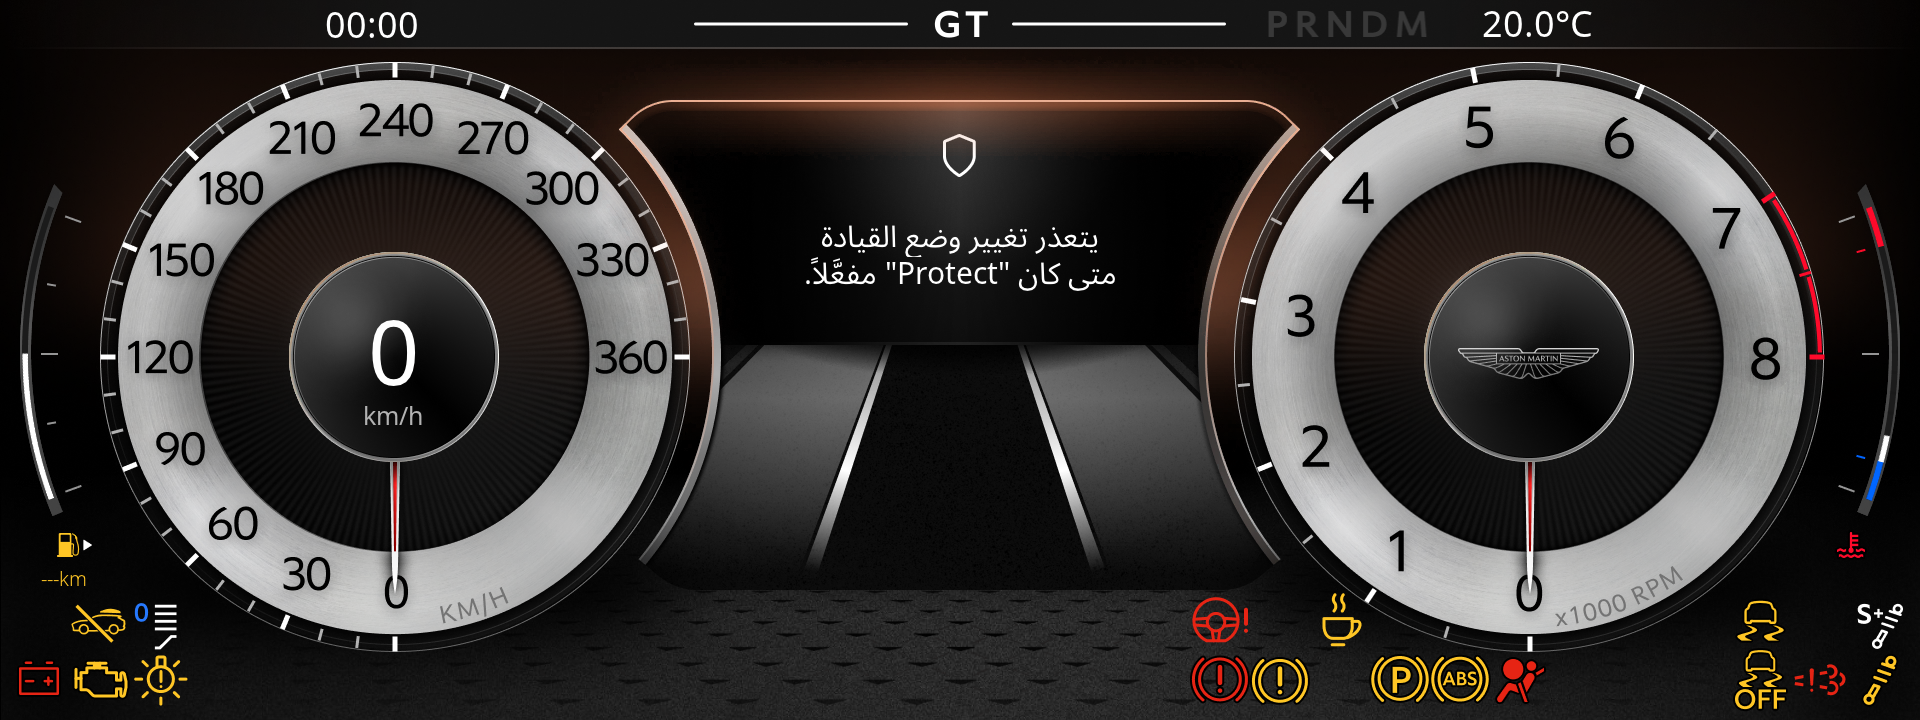 00:00
GT
PRNDM
20.0°C
0
30
60
90
120
150
180
210
240
270
300
330
360
KM/H
0
km/h
يتعذر تغيير وضع القيادة
متى كان "Protect" مفعَّلاً.
0
1
2
3
4
5
6
7
8
x1000 RPM
ASTON MARTIN
---km
0
!
P
ABS
OFF
S+